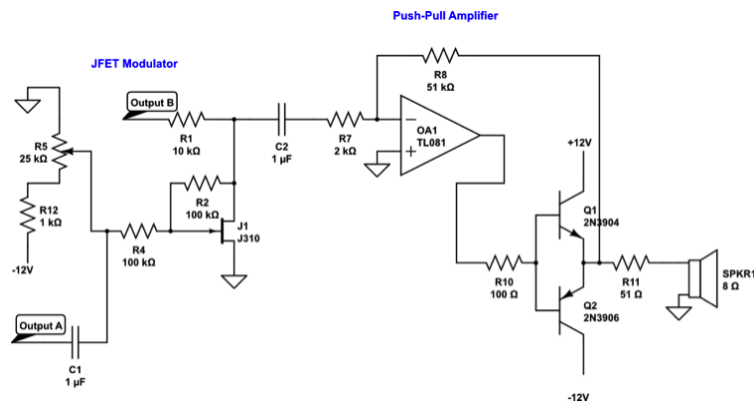 Push-Pull Amplifier
JFET Modulator
R8
51 kΩ
Output B
R1
10 kΩ
C2
1 µF
R7
2 kΩ
−
+
OA1
TL081
R5
25 kΩ
R12
1 kΩ
-12V
R2
100 kΩ
R4
100 kΩ
J1
J310
+12V
Q1
2N3904
R10
100 Ω
R11
51 Ω
SPKR1
8 Ω
Q2
2N3906
Output A
C1
1 µF
-12V